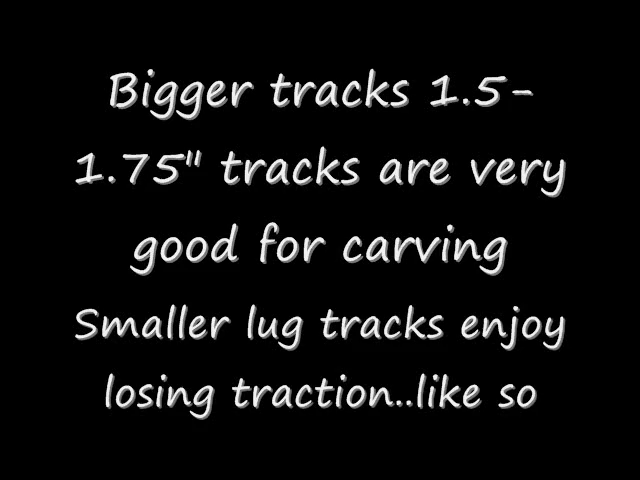 Bigger tracks 1.5-
1.75" tracks are very
good for carving
Smaller lug tracks enjoy
losing traction..like so